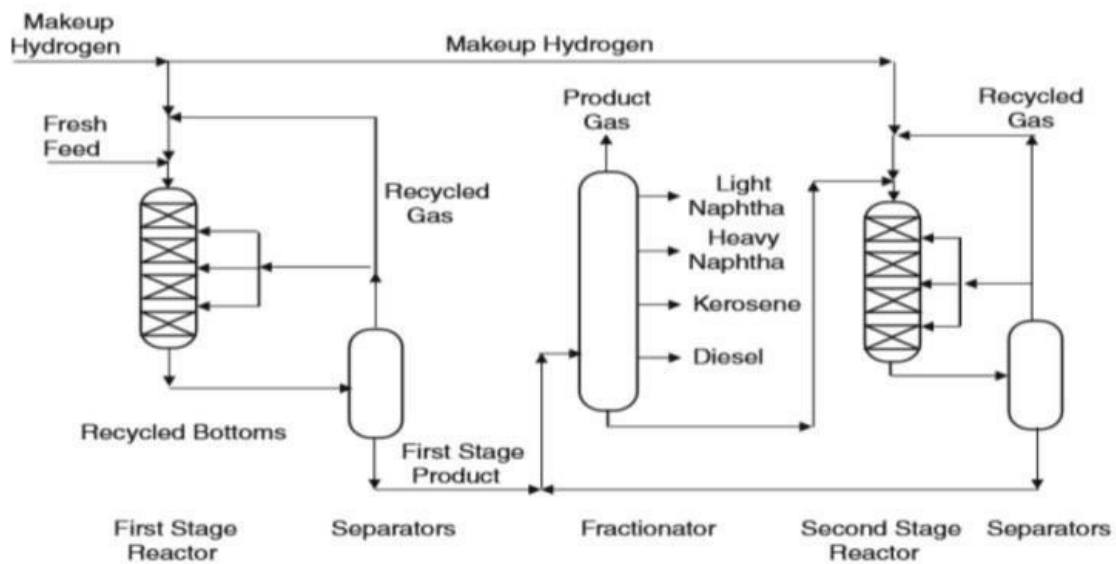 Makeup
Hydrogen
Makeup Hydrogen
Fresh
Feed
Recycled
Gas
Product
Gas
Light
Naphtha
Heavy
Naphtha
Kerosene
Diesel
Recycled
Gas
Recycled Bottoms
First Stage
Product
First Stage
Reactor
Separators
Fractionator
Second Stage
Reactor
Separators